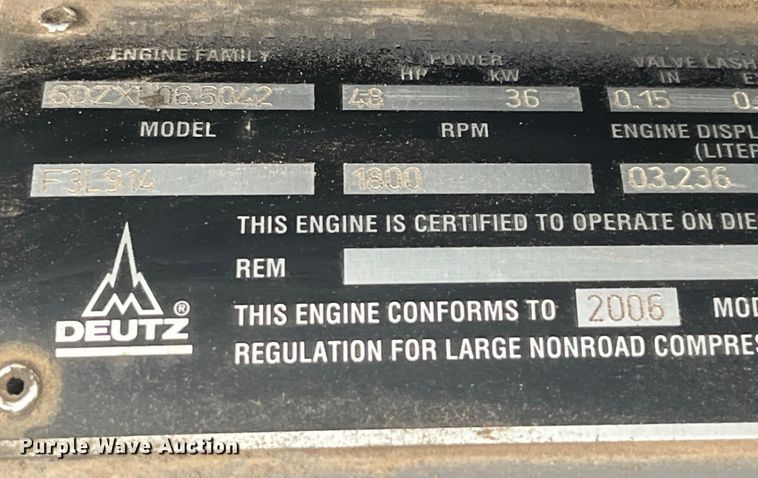 ENGINE FAMILY POWER VALVE LASH
HP kW IN E
6DZXL06.5042 48 36 0.15 0.
MODEL RPM ENGINE DISPL
(LITER
F3L914 1800 03.236
THIS ENGINE IS CERTIFIED TO OPERATE ON DIE
REM
THIS ENGINE CONFORMS TO 2006 MOD
DEUTZ ®
REGULATION FOR LARGE NONROAD COMPRES
Purple Wave Auction